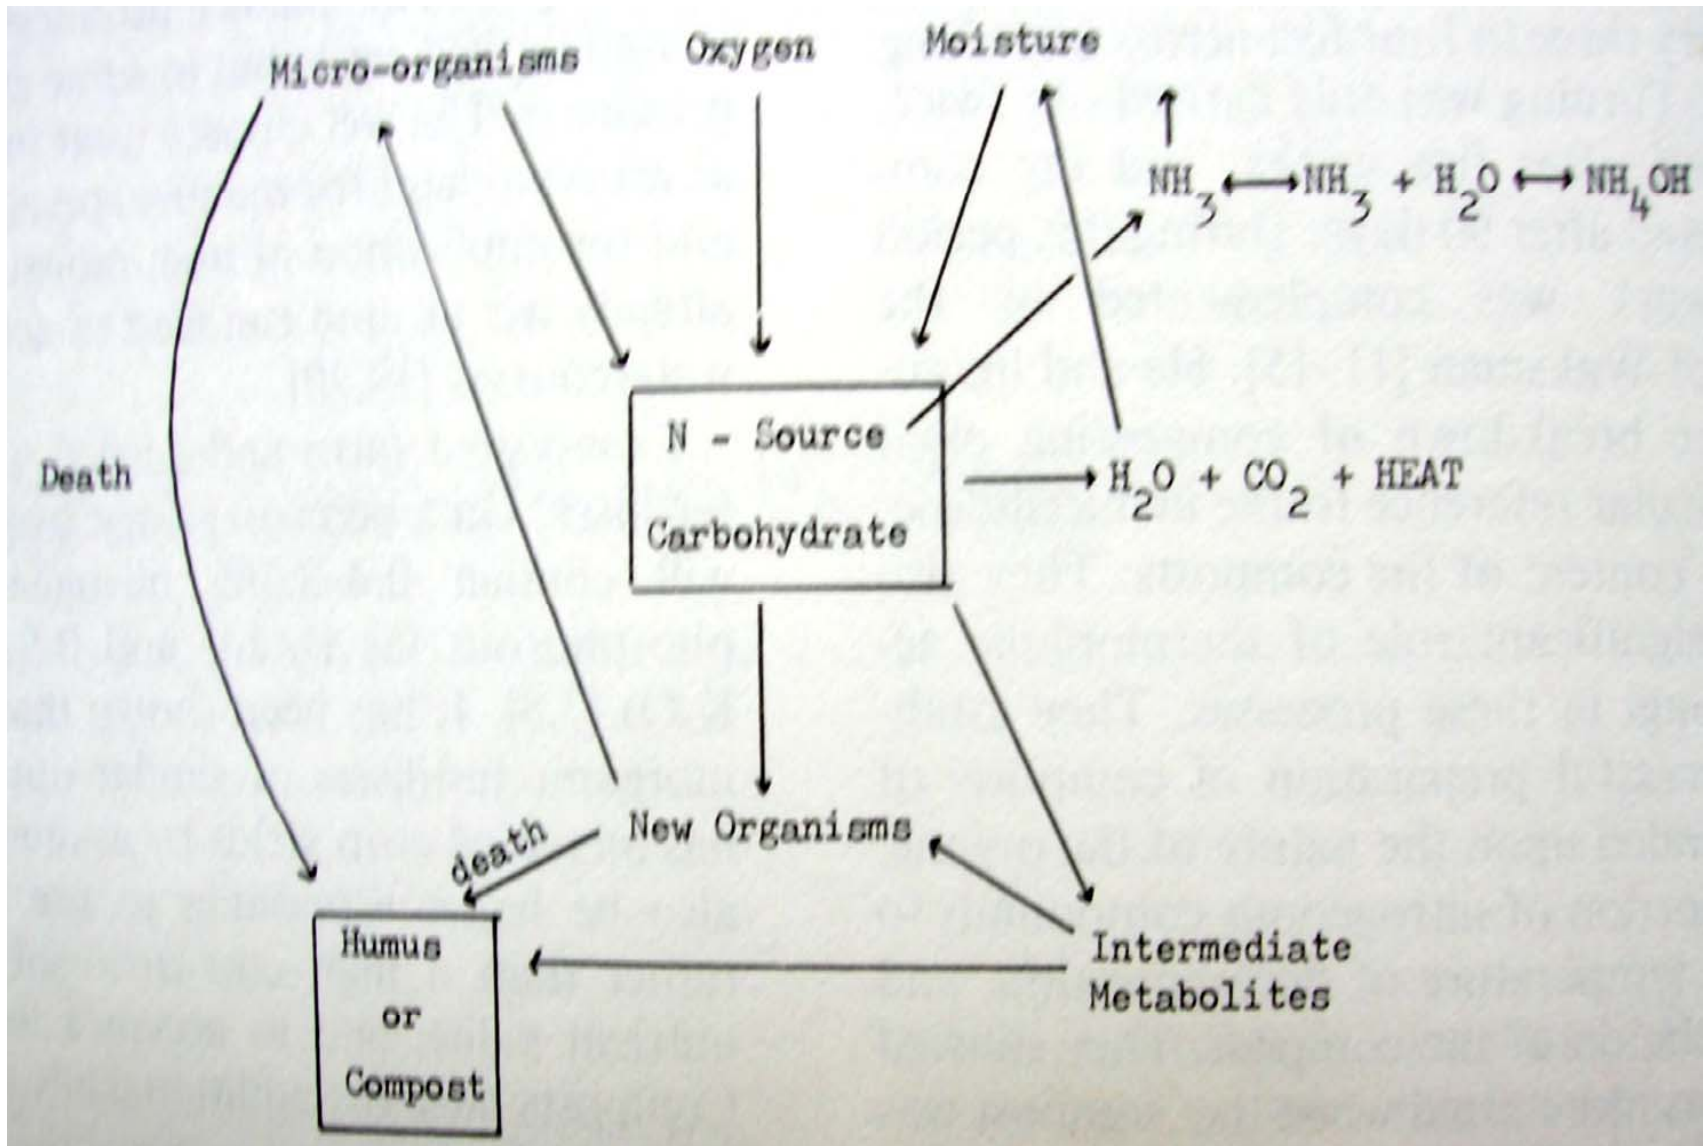 Micro-organisms
Oxygen
Moisture
NH3 ⟷ NH3 + H2O ⟷ NH4OH
N - Source
Carbohydrate
H2O + CO2 + HEAT
Death
New Organisms
death
Intermediate
Metabolites
Humus
or
Compost